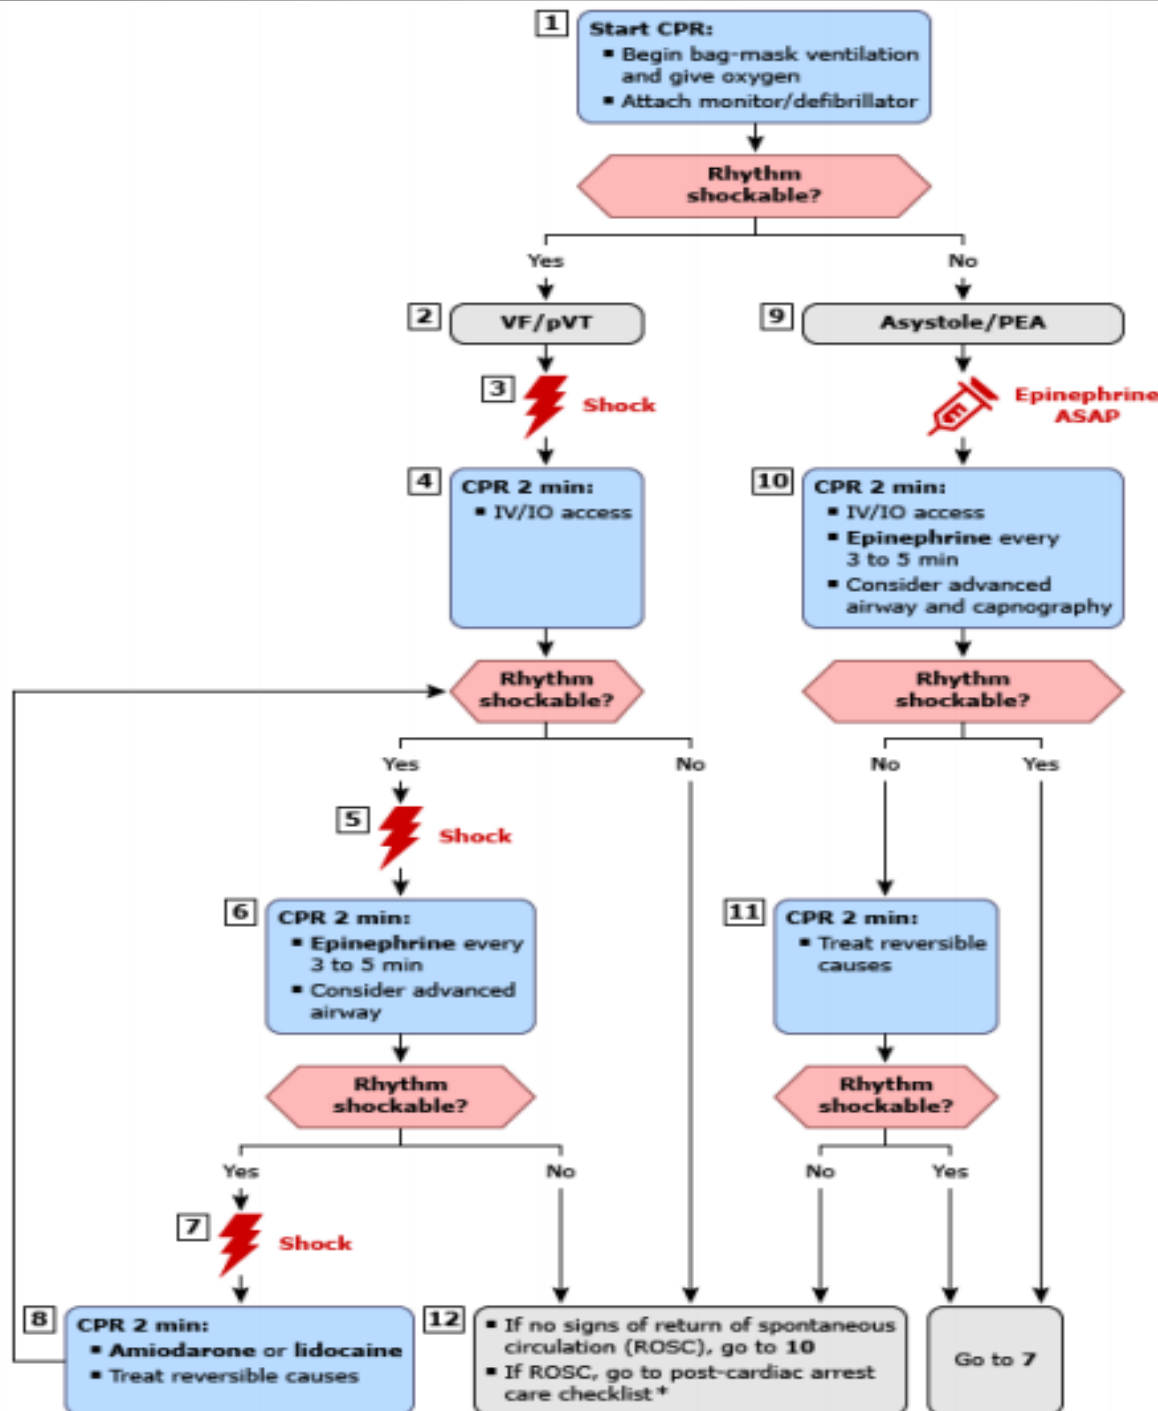 1
Start CPR:
▪ Begin bag-mask ventilation
and give oxygen
▪ Attach monitor/defibrillator
Rhythm
shockable?
Yes
No
2
VF/pVT
9
Asystole/PEA
3
Shock
Epinephrine
ASAP
4
CPR 2 min:
▪ IV/IO access
10
CPR 2 min:
▪ IV/IO access
▪ Epinephrine every
3 to 5 min
▪ Consider advanced
airway and capnography
Rhythm
shockable?
Rhythm
shockable?
Yes
No
No
Yes
5
Shock
6
CPR 2 min:
▪ Epinephrine every
3 to 5 min
▪ Consider advanced
airway
11
CPR 2 min:
▪ Treat reversible
causes
Rhythm
shockable?
Rhythm
shockable?
Yes
No
No
Yes
7
Shock
8
CPR 2 min:
▪ Amiodarone or lidocaine
▪ Treat reversible causes
12
▪ If no signs of return of spontaneous
circulation (ROSC), go to 10
▪ If ROSC, go to post-cardiac arrest
care checklist*
Go to 7